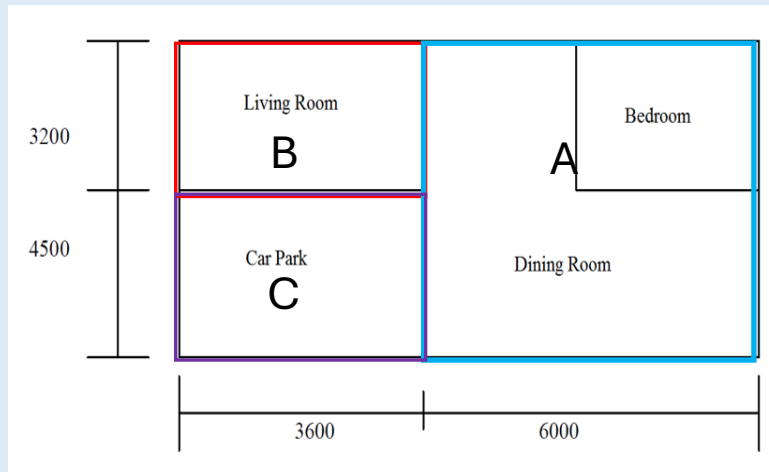 Living Room
Bedroom
3200
B
A
4500
Car Park
Dining Room
C
3600
6000